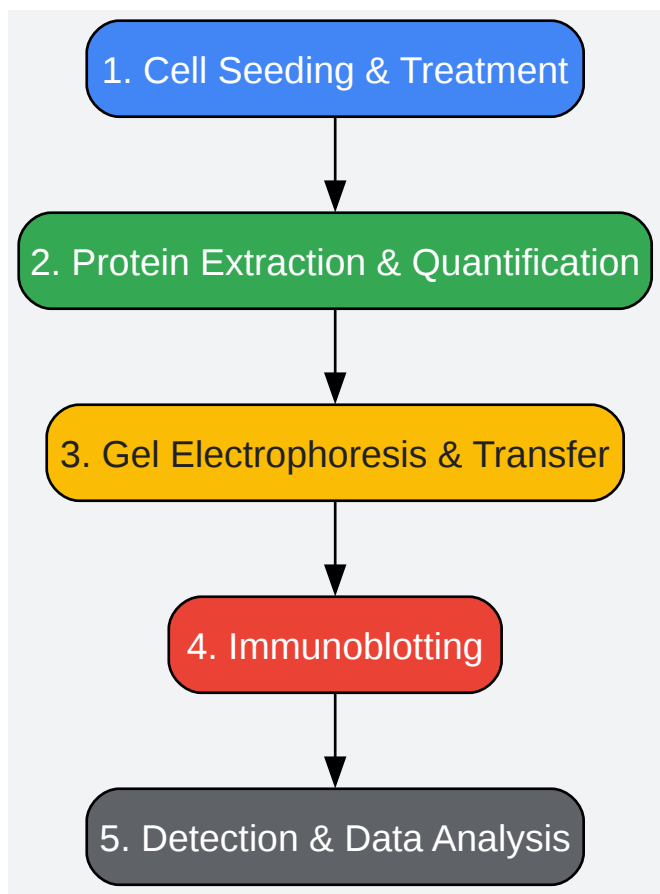 1. Cell Seeding & Treatment
2. Protein Extraction & Quantification
3. Gel Electrophoresis & Transfer
4. Immunoblotting
5. Detection & Data Analysis